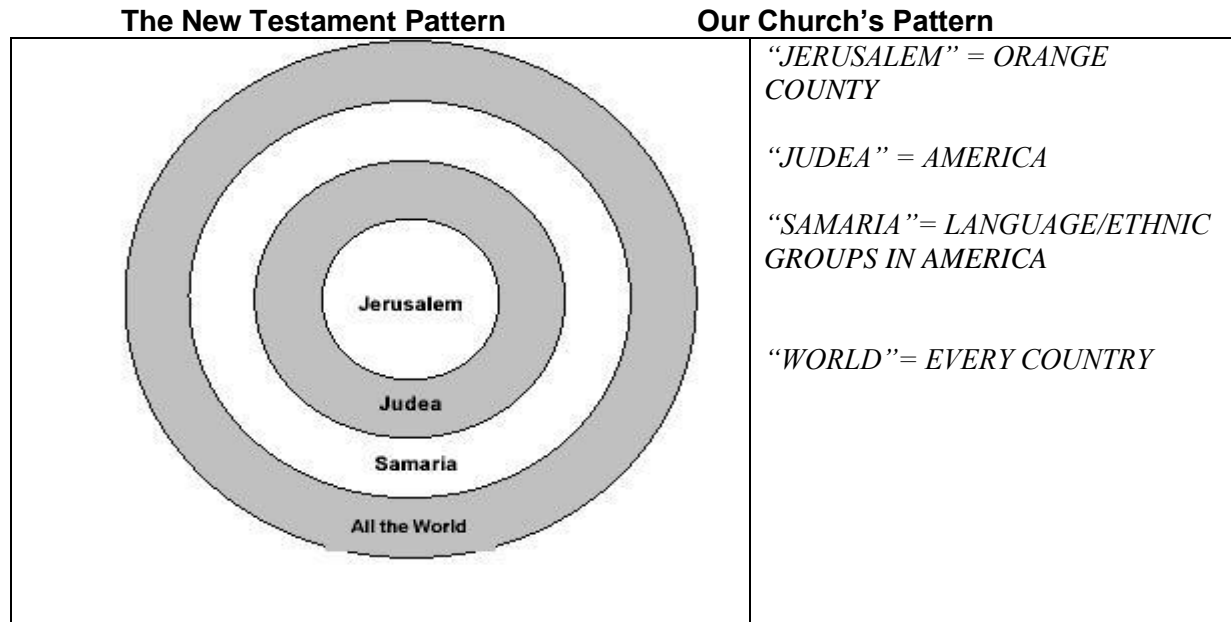 The New Testament Pattern
Our Church’s Pattern
Jerusalem
Judea
Samaria
All the World
“JERUSALEM” = ORANGE
COUNTY
“JUDEA” = AMERICA
“SAMARIA”= LANGUAGE/ETHNIC
GROUPS IN AMERICA
“WORLD”= EVERY COUNTRY